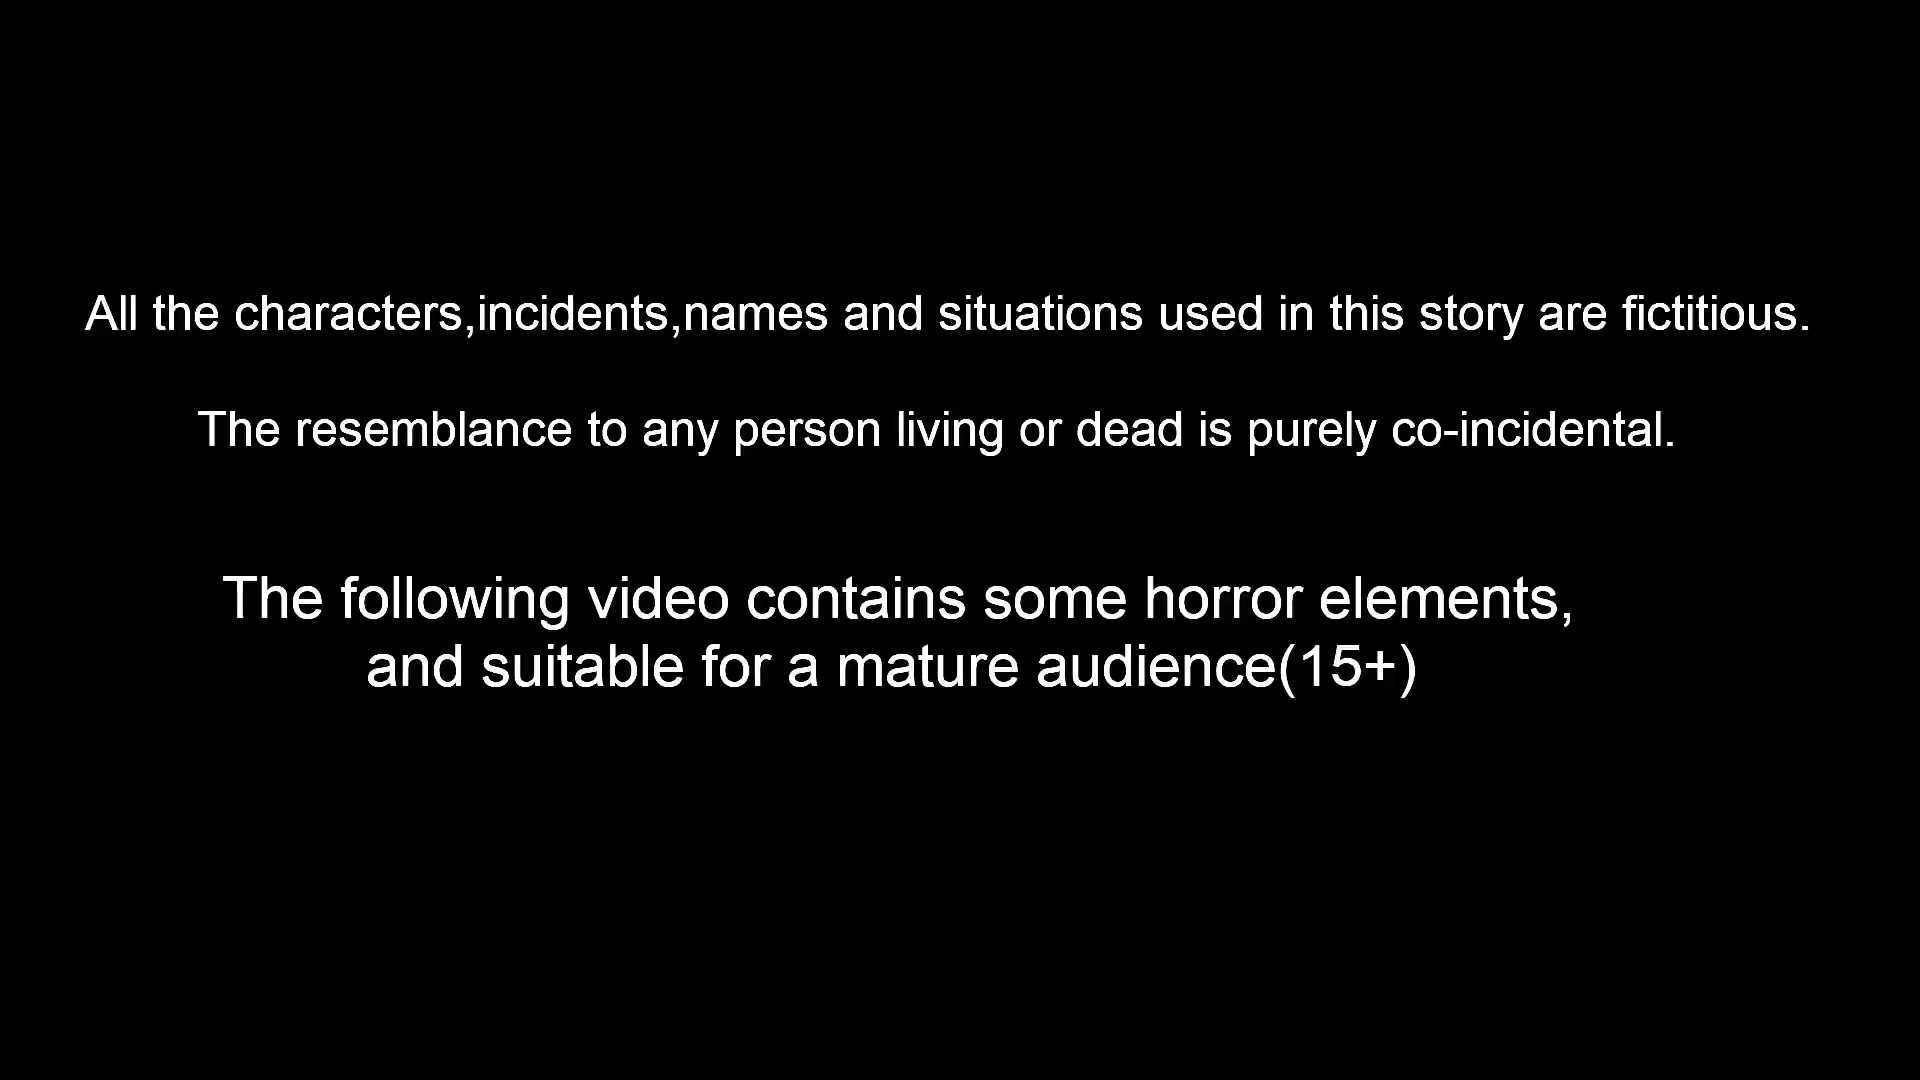 All the characters,incidents,names and situations used in this story are fictitious.
The resemblance to any person living or dead is purely co-incidental.
The following video contains some horror elements,
and suitable for a mature audience(15+)